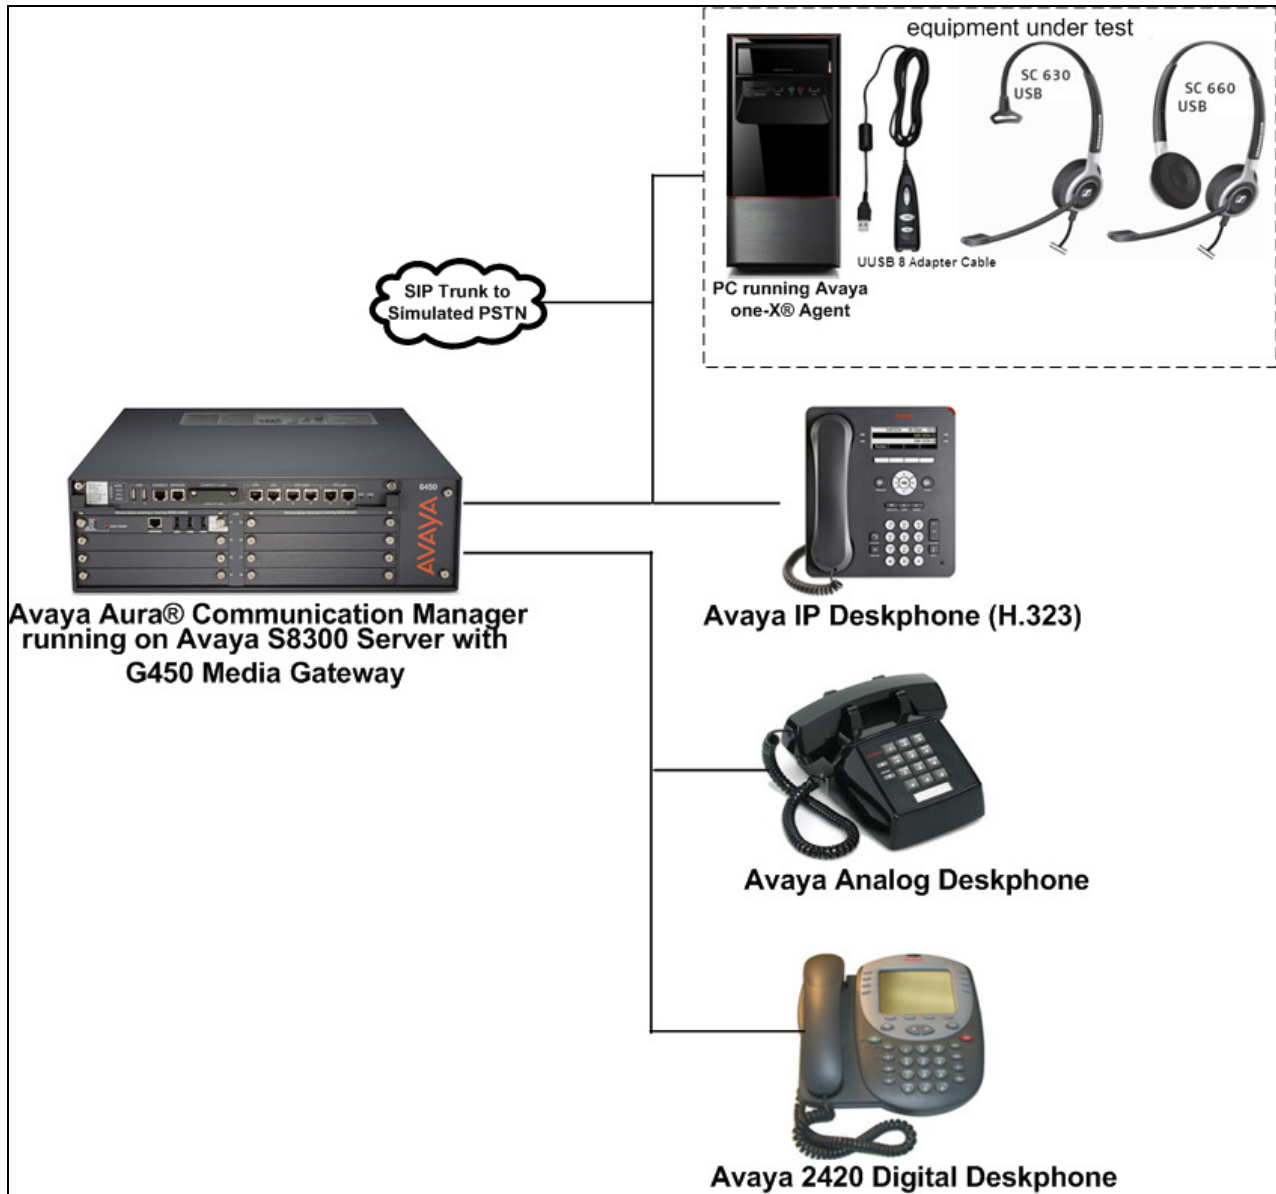 equipment under test
SC 630
USB
SC 660
USB
UUSB 8 Adapter Cable
PC running Avaya
one-X® Agent
SIP Trunk to
Simulated PSTN
G450
AVAYA
Avaya Aura® Communication Manager
running on Avaya S8300 Server with
G450 Media Gateway
Avaya IP Deskphone (H.323)
Avaya Analog Deskphone
Avaya 2420 Digital Deskphone